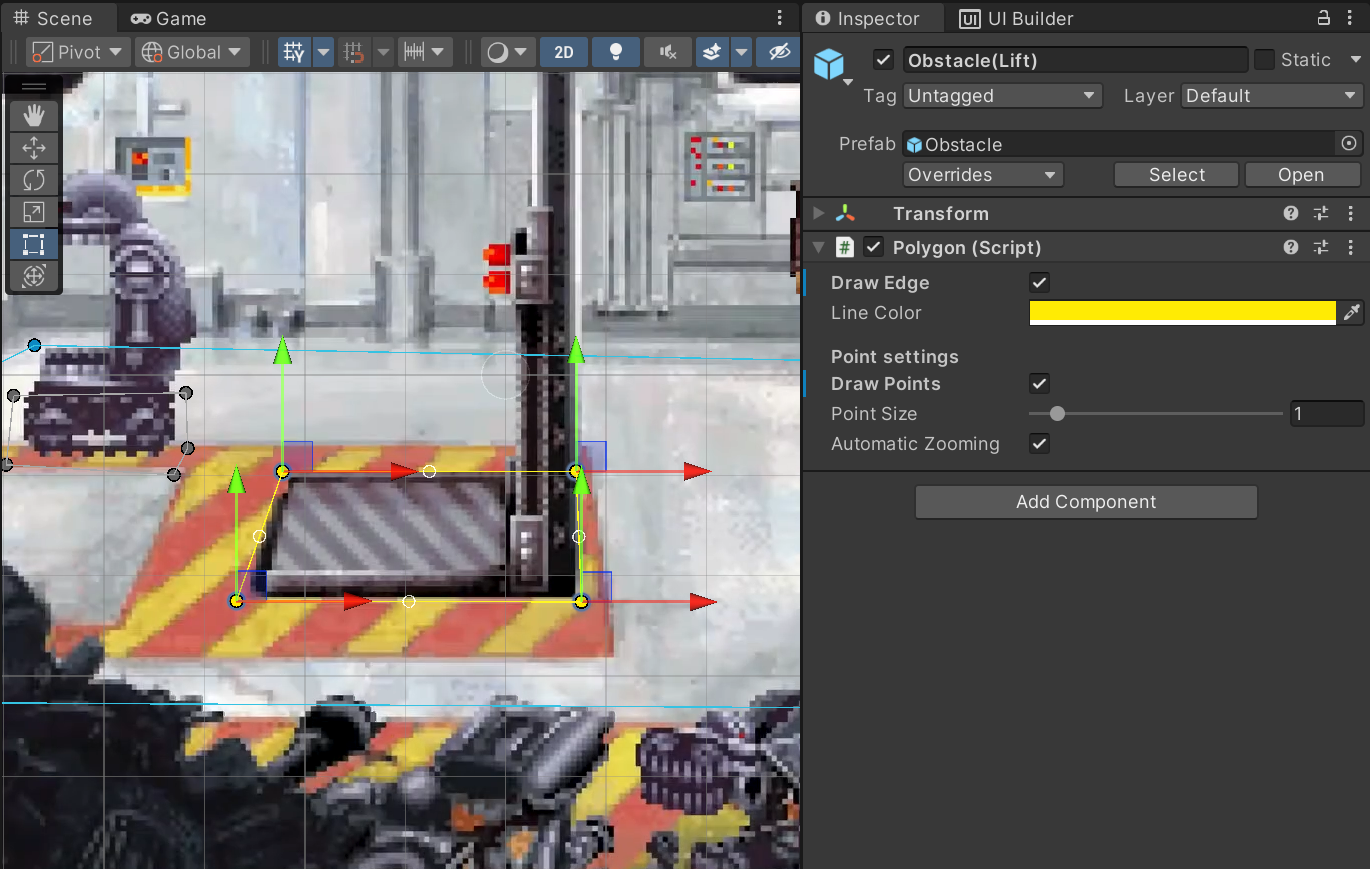 Scene
Game
Inspector
UI UI Builder
Pivot
Global
2D
Obstacle(Lift)
Static
Tag
Untagged
Layer
Default
Prefab
Obstacle
Overrides
Select
Open
Transform
# Polygon (Script)
Draw Edge
Line Color
Point settings
Draw Points
Point Size
1
Automatic Zooming
Add Component